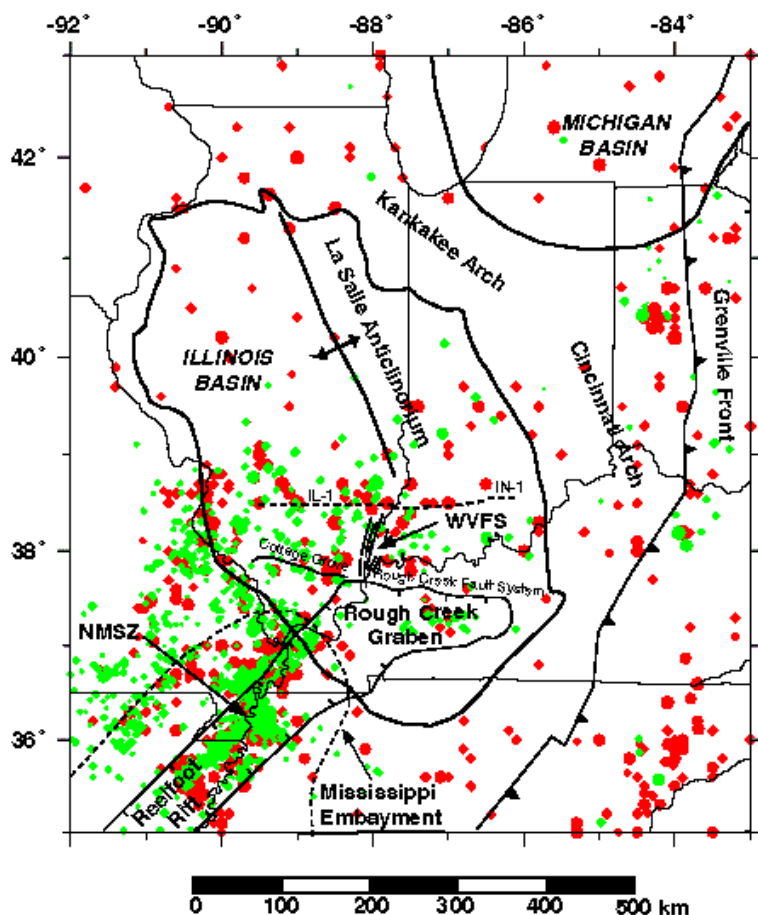 -92° -90° -88° -86° -84°
MICHIGAN
BASIN
42°
Kankakee Arch
La Salle Anticlinorium
Grenville Front
40°
ILLINOIS
BASIN
Cincinnati Arch
IL-1
IN-1
WVFS
38°
Cottage Grove
Rough Creek Fault System
Rough Creek
Graben
NMSZ
36°
Reelfoot
Rift
Mississippi
Embayment
0 100 200 300 400 500 km